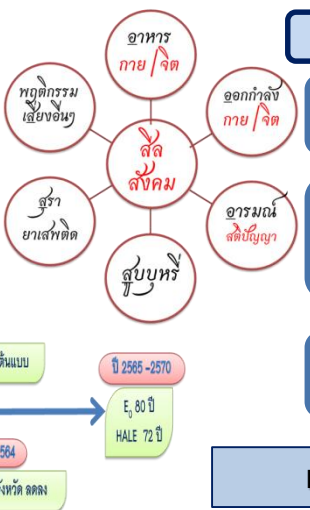 อาหาร
กาย / จิต
พฤติกรรม
เสี่ยงอื่นๆ
ออกกำลัง
กาย / จิต
ศีล
สังคม
สุรา
ยาเสพติด
อารมณ์
สติปัญญา
สูบบุหรี่
ต้นแบบ
ปี 2565 -2570
E₀ 80 ปี
HALE 72 ปี
564
จังหวัด ลดลง